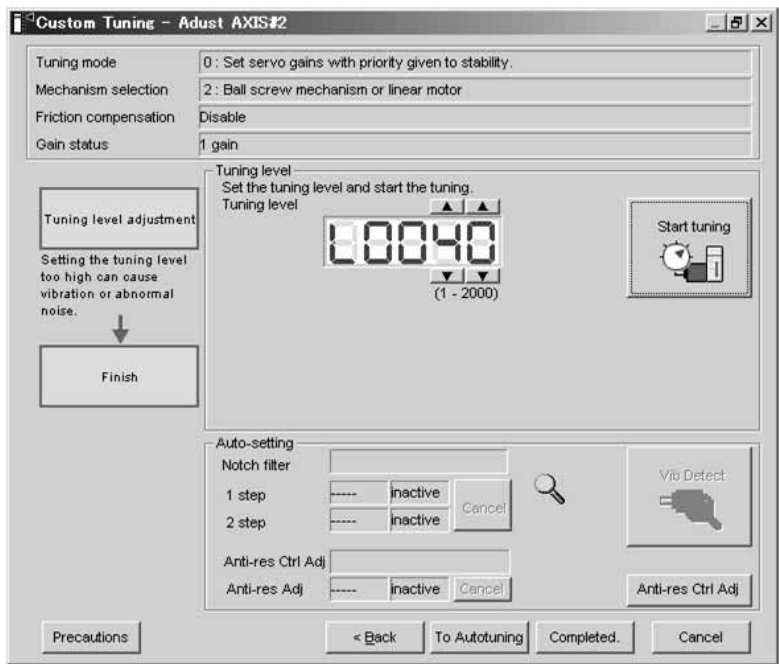 Custom Tuning - Adust AXIS#2
Tuning mode
0 : Set servo gains with priority given to stability.
Mechanism selection
2 : Ball screw mechanism or linear motor
Friction compensation
Disable
Gain status
1 gain
Tuning level adjustment
Setting the tuning level
too high can cause
vibration or abnormal
noise.
Finish
Tuning level
Set the tuning level and start the tuning.
Tuning level
L0040
(1 - 2000)
Start tuning
Auto-setting
Notch filter
1 step
-----
inactive
2 step
-----
inactive
Cancel
Vib Detect
Anti-res Ctrl Adj
Anti-res Adj
-----
inactive
Cancel
Anti-res Ctrl Adj
Precautions
< Back
To Autotuning
Completed.
Cancel